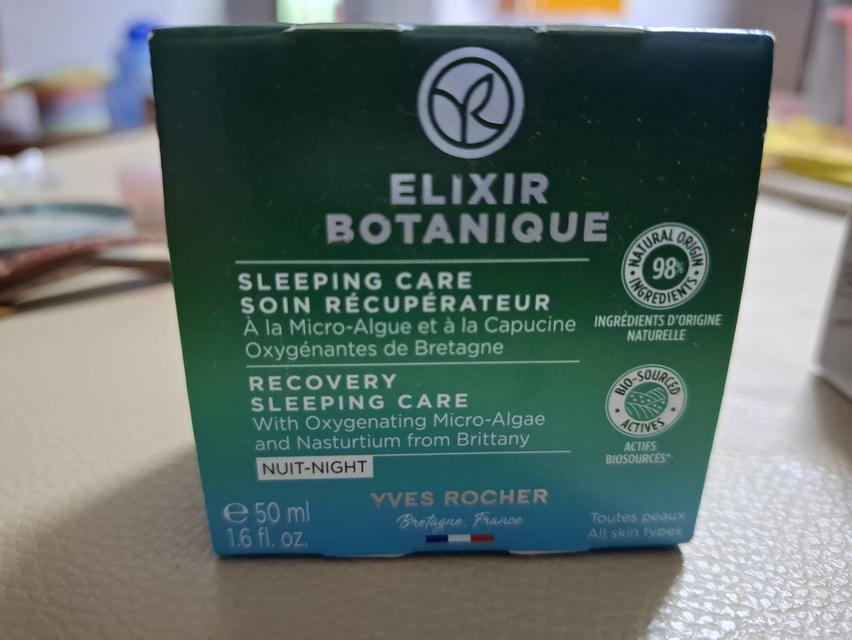 ELIXIR
BOTANIQUE
SLEEPING CARE
SOIN RÉCUPÉRATEUR
À la Micro-Algue et à la Capucine
Oxygénantes de Bretagne
RECOVERY
SLEEPING CARE
With Oxygenating Micro-Algae
and Nasturtium from Brittany
NUIT-NIGHT
℮ 50 ml
1.6 fl. oz.
YVES ROCHER
Bretagne, France
NATURAL ORIGIN
98%
INGREDIENTS
INGRÉDIENTS D'ORIGINE
NATURELLE
BIO-SOURCED
ACTIVES
ACTIFS
BIOSOURCÉS*
Toutes peaux
All skin types